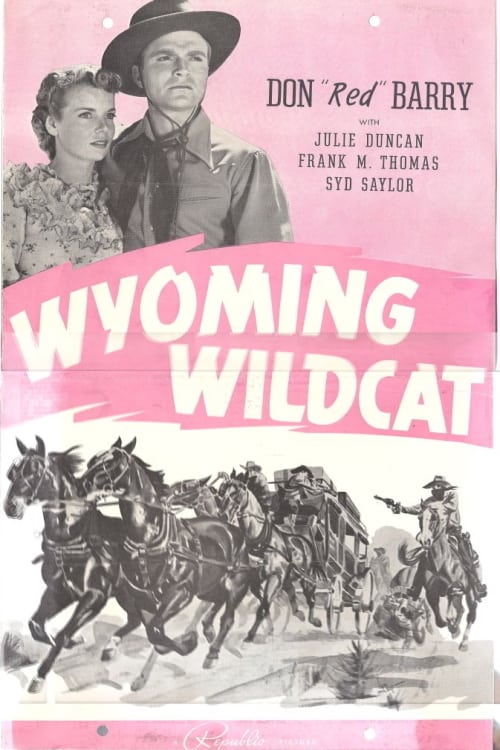 DON "Red" BARRY
WITH
JULIE DUNCAN
FRANK M. THOMAS
SYD SAYLOR
WYOMING
WILDCAT
A Republic PICTURE